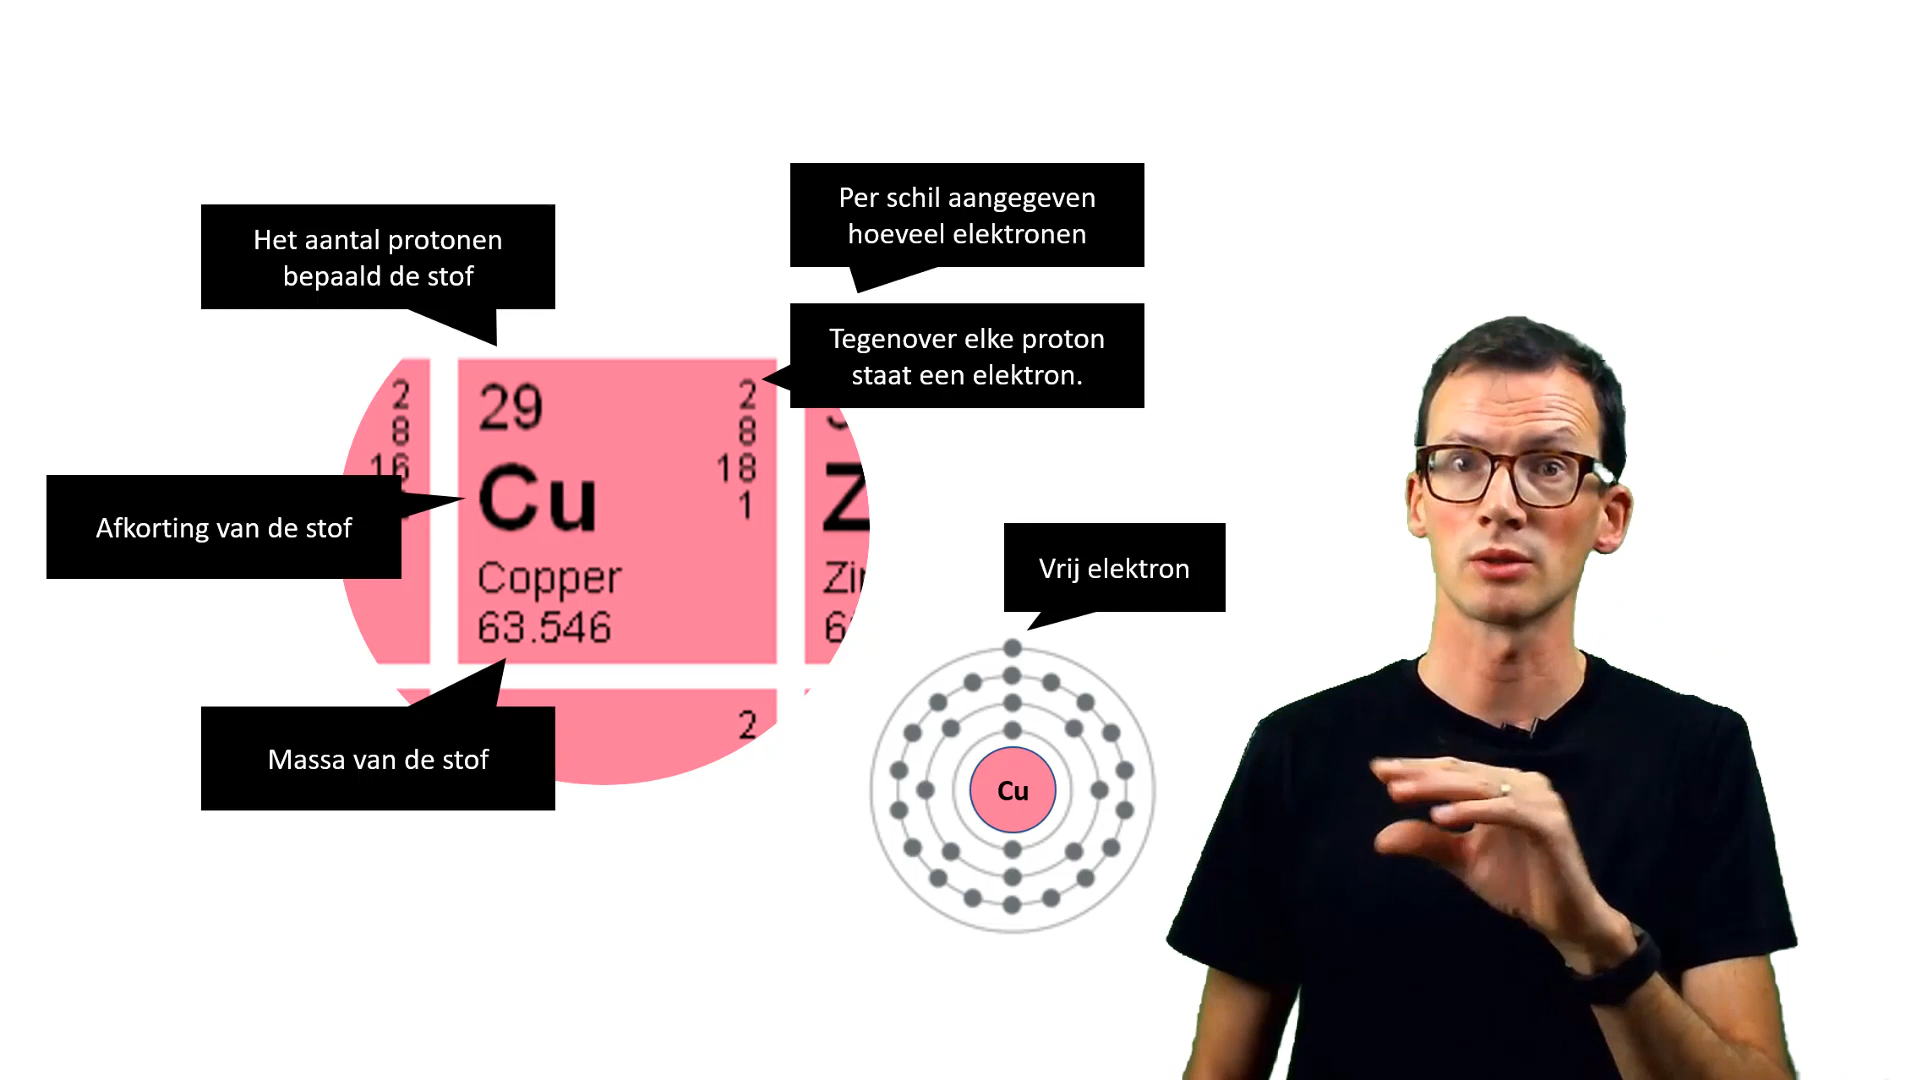 Per schil aangegeven
hoeveel elektronen
Het aantal protonen
bepaald de stof
Tegenover elke proton
staat een elektron.
2
8
16
29
2
8
18
1
Cu
Copper
63.546
Z
Zi
6
Afkorting van de stof
Vrij elektron
Massa van de stof
2
Cu